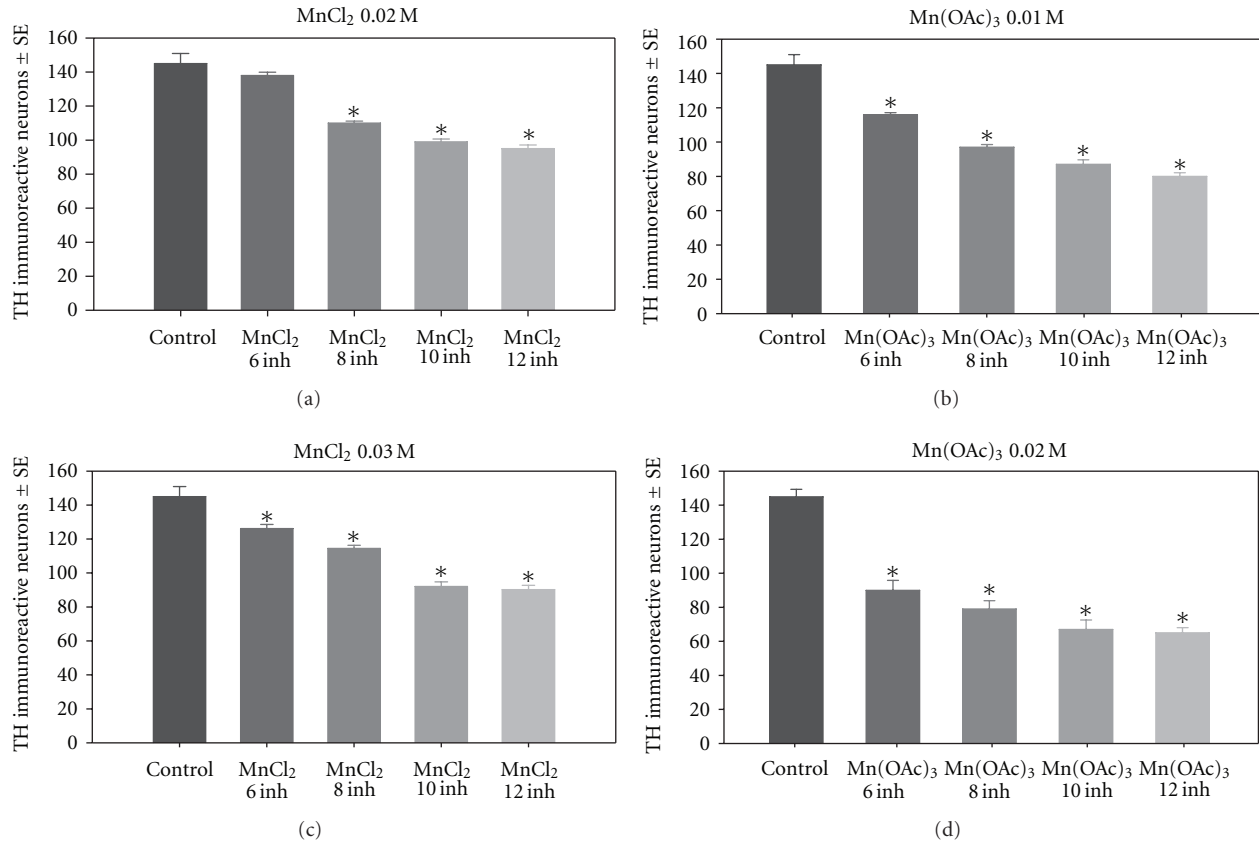 MnCl₂ 0.02 M
TH immunoreactive neurons ± SE
160
140
120
100
80
60
40
20
0
*
*
*
Control
MnCl₂ 6 inh
MnCl₂ 8 inh
MnCl₂ 10 inh
MnCl₂ 12 inh
(a)
Mn(OAc)₃ 0.01 M
TH immunoreactive neurons ± SE
160
140
120
100
80
60
40
20
0
*
*
*
*
Control
Mn(OAc)₃ 6 inh
Mn(OAc)₃ 8 inh
Mn(OAc)₃ 10 inh
Mn(OAc)₃ 12 inh
(b)
MnCl₂ 0.03 M
TH immunoreactive neurons ± SE
160
140
120
100
80
60
40
20
0
*
*
*
*
Control
MnCl₂ 6 inh
MnCl₂ 8 inh
MnCl₂ 10 inh
MnCl₂ 12 inh
(c)
Mn(OAc)₃ 0.02 M
TH immunoreactive neurons ± SE
160
140
120
100
80
60
40
20
0
*
*
*
*
Control
Mn(OAc)₃ 6 inh
Mn(OAc)₃ 8 inh
Mn(OAc)₃ 10 inh
Mn(OAc)₃ 12 inh
(d)